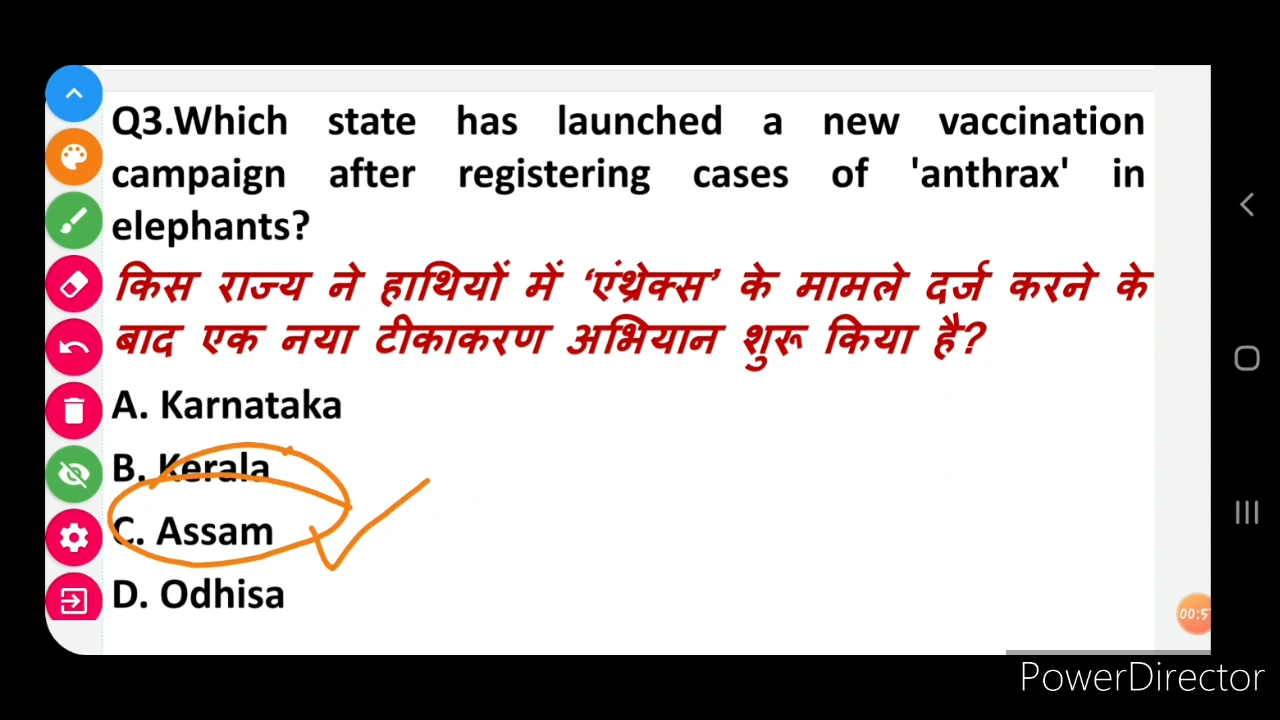 Q3.Which state has launched a new vaccination
campaign after registering cases of 'anthrax' in
elephants?
किस राज्य ने हाथियों में ‘एंथ्रेक्स’ के मामले दर्ज करने के
बाद एक नया टीकाकरण अभियान शुरू किया है?
A. Karnataka
B. Kerala
C. Assam
D. Odhisa
PowerDirector